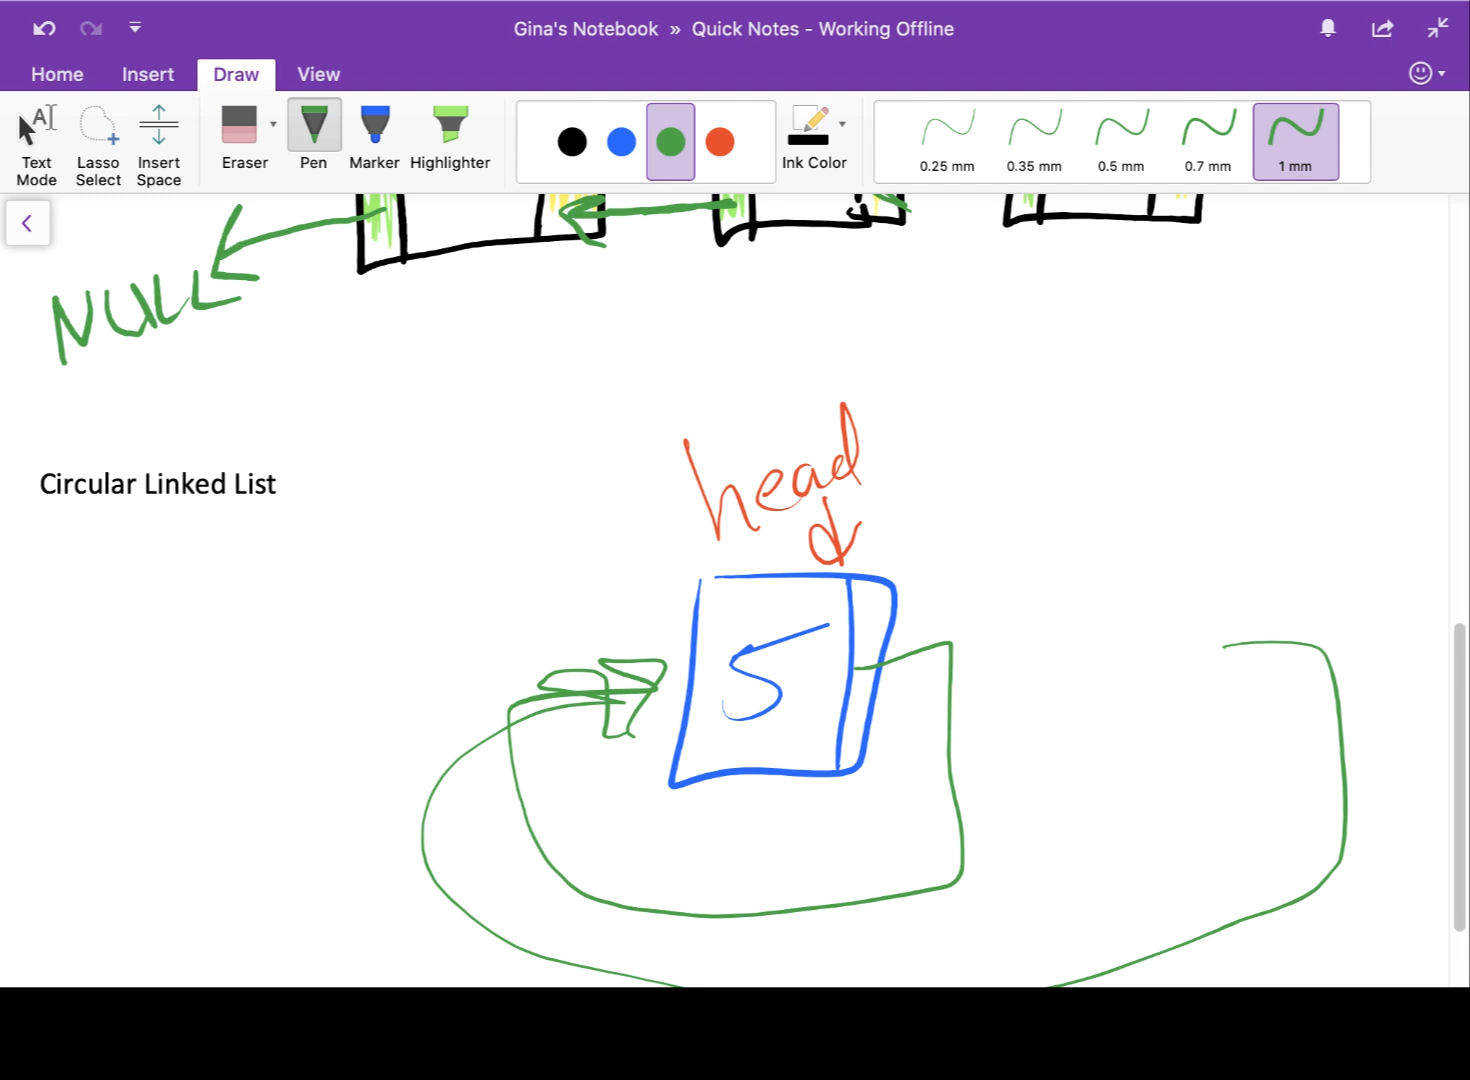 Gina's Notebook » Quick Notes - Working Offline
Home Insert Draw View
Text Mode
Lasso Select
Insert Space
Eraser
Pen
Marker
Highlighter
Ink Color
0.25 mm
0.35 mm
0.5 mm
0.7 mm
1 mm
NULL
head
Circular Linked List
5